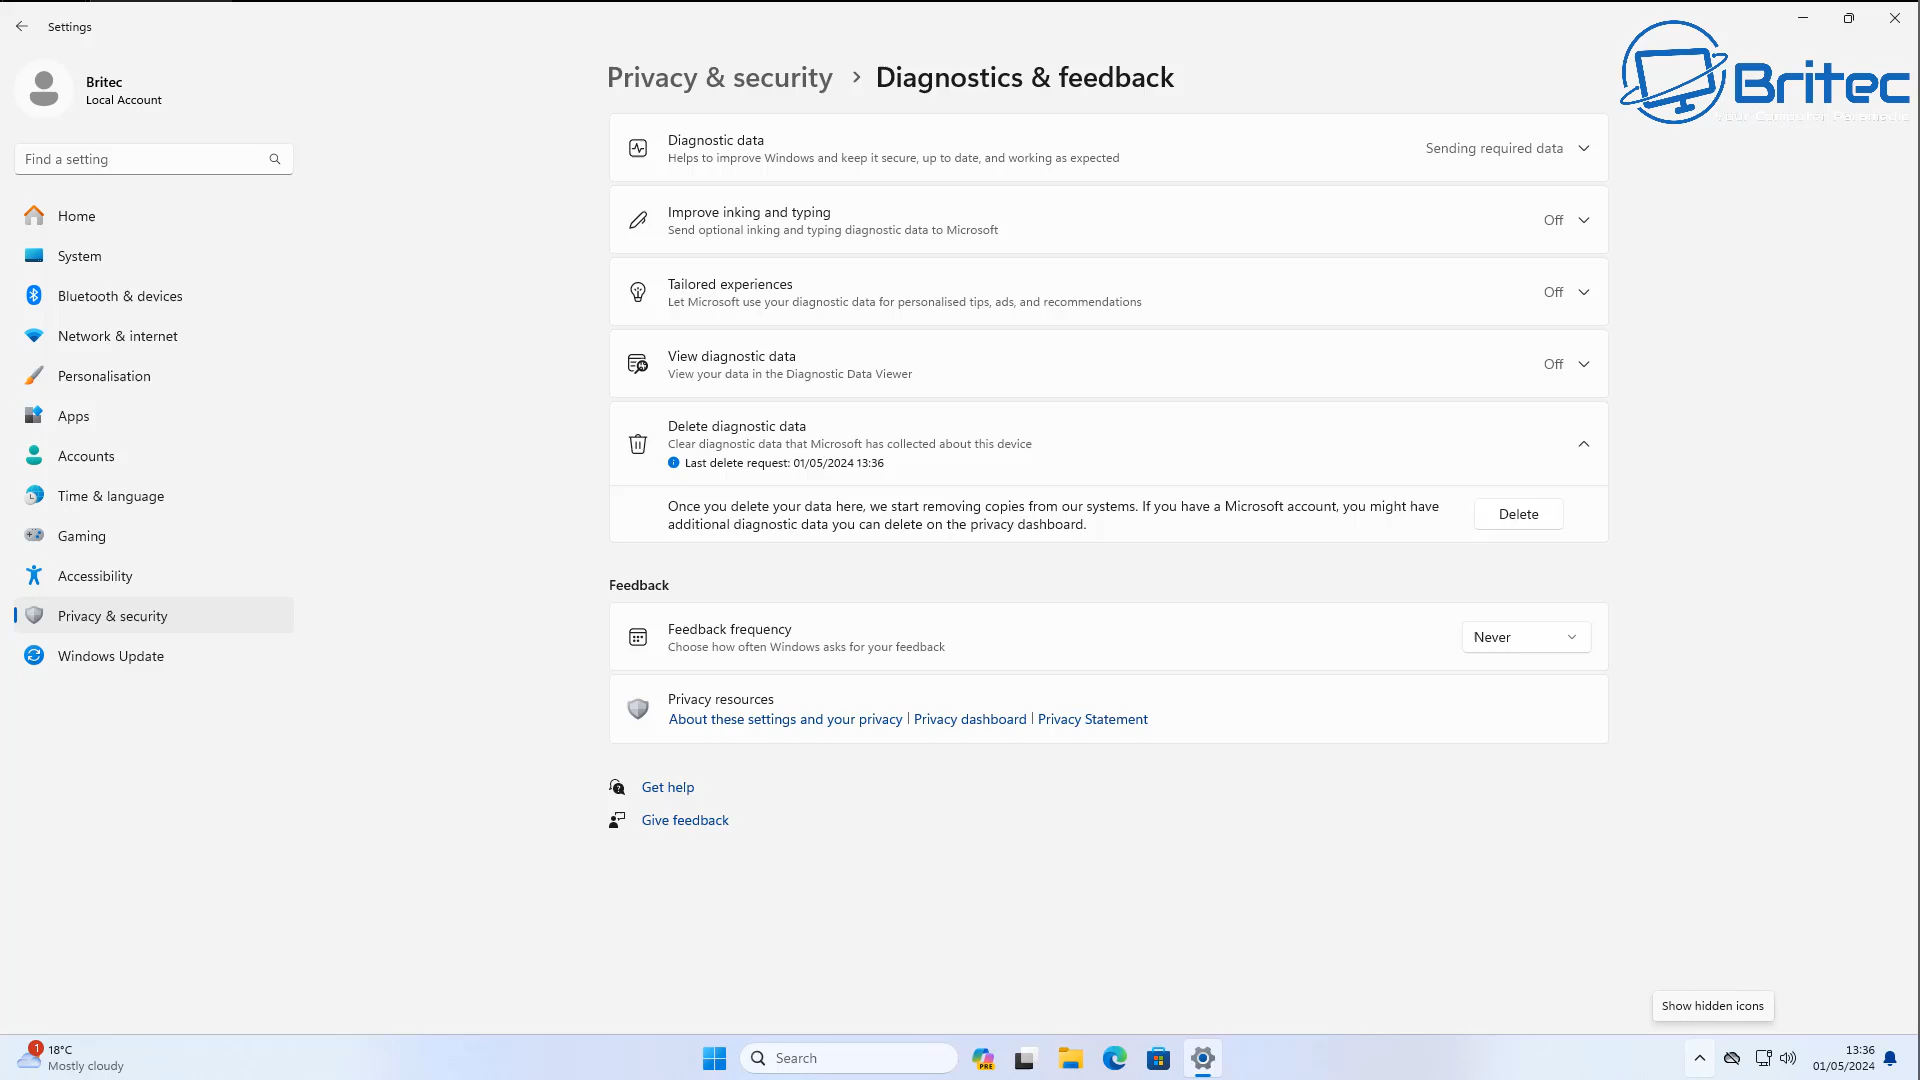 Settings
Britec
Local Account
Find a setting
Home
System
Bluetooth & devices
Network & internet
Personalisation
Apps
Accounts
Time & language
Gaming
Accessibility
Privacy & security
Windows Update
Privacy & security > Diagnostics & feedback
Diagnostic data
Helps to improve Windows and keep it secure, up to date, and working as expected
Sending required data
Improve inking and typing
Send optional inking and typing diagnostic data to Microsoft
Off
Tailored experiences
Let Microsoft use your diagnostic data for personalised tips, ads, and recommendations
Off
View diagnostic data
View your data in the Diagnostic Data Viewer
Off
Delete diagnostic data
Clear diagnostic data that Microsoft has collected about this device
Last delete request: 01/05/2024 13:36
Once you delete your data here, we start removing copies from our systems. If you have a Microsoft account, you might have
additional diagnostic data you can delete on the privacy dashboard.
Delete
Feedback
Feedback frequency
Choose how often Windows asks for your feedback
Never
Privacy resources
About these settings and your privacy | Privacy dashboard | Privacy Statement
Get help
Give feedback
Britec
Show hidden icons
1
18°C
Mostly cloudy
Search
PRE
13:36
01/05/2024